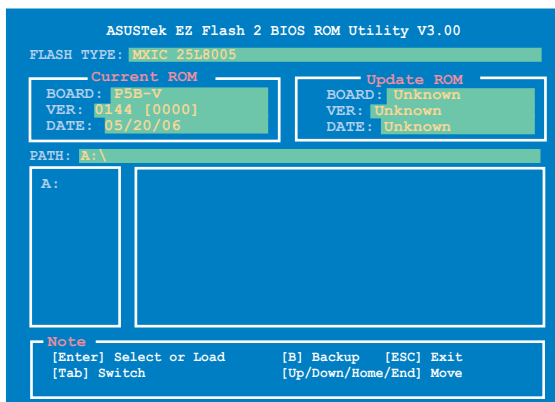 ASUSTek EZ Flash 2 BIOS ROM Utility V3.00
FLASH TYPE: MXIC 25L8005
Current ROM
BOARD: P5B-V
VER: 0144 [0000]
DATE: 05/20/06
Update ROM
BOARD: Unknown
VER: Unknown
DATE: Unknown
PATH: A:\
A:
Note
[Enter] Select or Load [B] Backup [ESC] Exit
[Tab] Switch [Up/Down/Home/End] Move